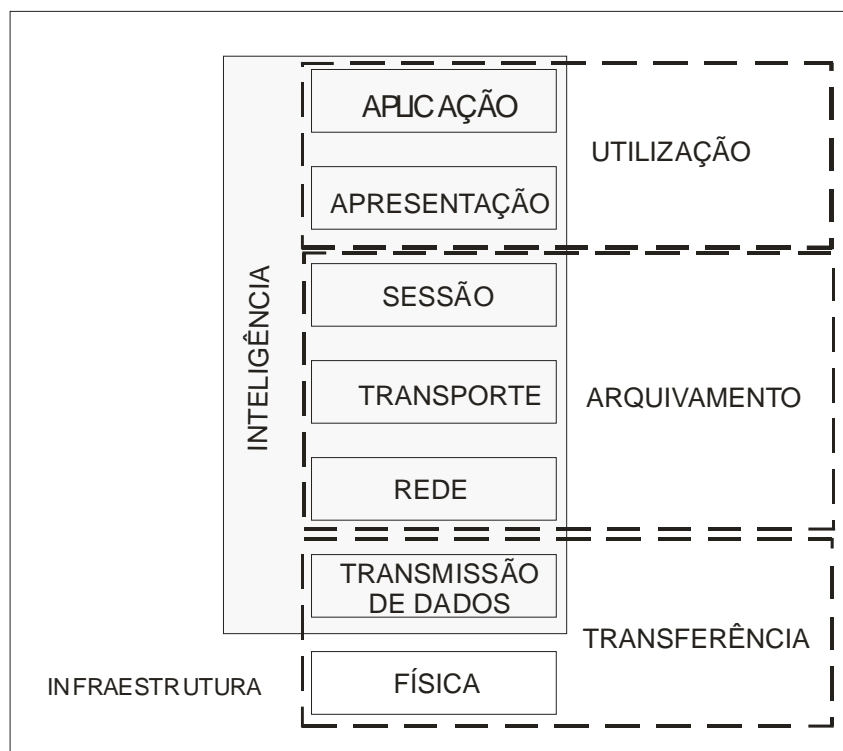 APLICAÇÃO
APRESENTAÇÃO
UTILIZAÇÃO
INTELIGÊNCIA
SESSÃO
TRANSPORTE
REDE
ARQUIVAMENTO
TRANSMISSÃO
DE DADOS
TRANSFERÊNCIA
INFRAESTRUTURA
FÍSICA